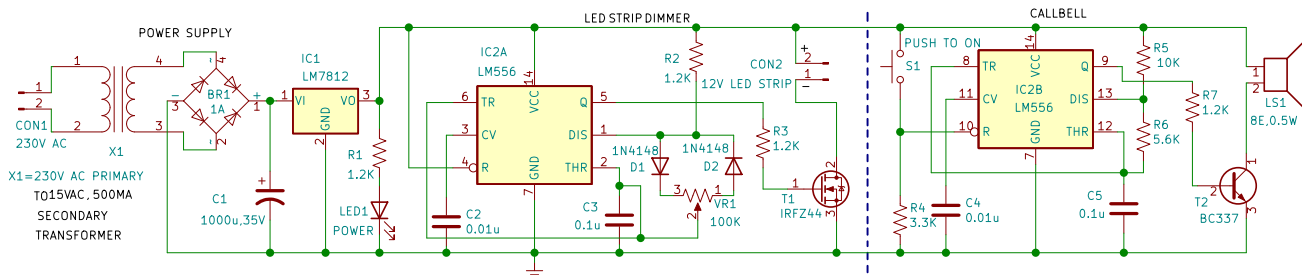 POWER SUPPLY
CON1
230V AC
1
2
1
2
4
3
X1
X1=230V AC PRIMARY
TO15VAC, 500MA
SECONDARY
TRANSFORMER
BR1
1A
-
4
3
-
+
1
~
2
IC1
LM7812
1
VI
VO
3
GND
2
C1
1000u,35V
+
R1
1.2K
LED1
POWER
LED STRIP DIMMER
IC2A
LM556
14
VCC
6
TR
Q
5
3
CV
DIS
1
4
R
THR
2
GND
7
C2
0.01u
C3
0.1u
R2
1.2K
1N4148
D1
1N4148
D2
3
1
2
VR1
100K
R3
1.2K
CON2
12V LED STRIP
+
2
1
-
1
2
3
T1
IRFZ44
CALLBELL
PUSH TO ON
S1
R4
3.3K
C4
0.01u
8
TR
Q
9
11
CV
DIS
13
10
R
THR
12
14
VCC
IC2B
LM556
GND
7
R5
10K
R6
5.6K
C5
0.1u
R7
1.2K
T2
BC337
1
2
3
1
2
LS1
8E,0.5W